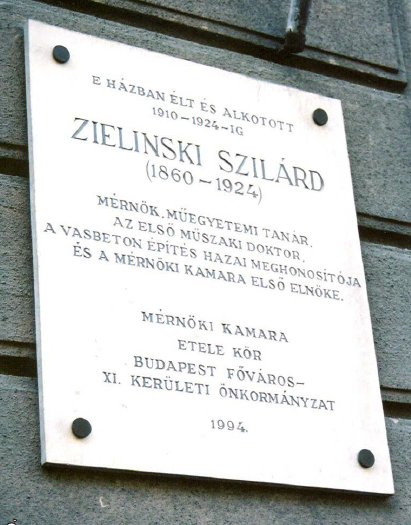 E HÁZBAN ÉLT ÉS ALKOTOTT
1910-1924-IG
ZIELINSKI SZILÁRD
(1860-1924)
MÉRNÖK, MŰEGYETEMI TANÁR,
AZ ELSŐ MŰSZAKI DOKTOR,
A VASBETON ÉPÍTÉS HAZAI MEGHONOSÍTÓJA
ÉS A MÉRNÖKI KAMARA ELSŐ ELNÖKE.
MÉRNÖKI KAMARA
ETELE KÖR
BUDAPEST FŐVÁROS-
XI. KERÜLETI ÖNKORMÁNYZAT
1994.